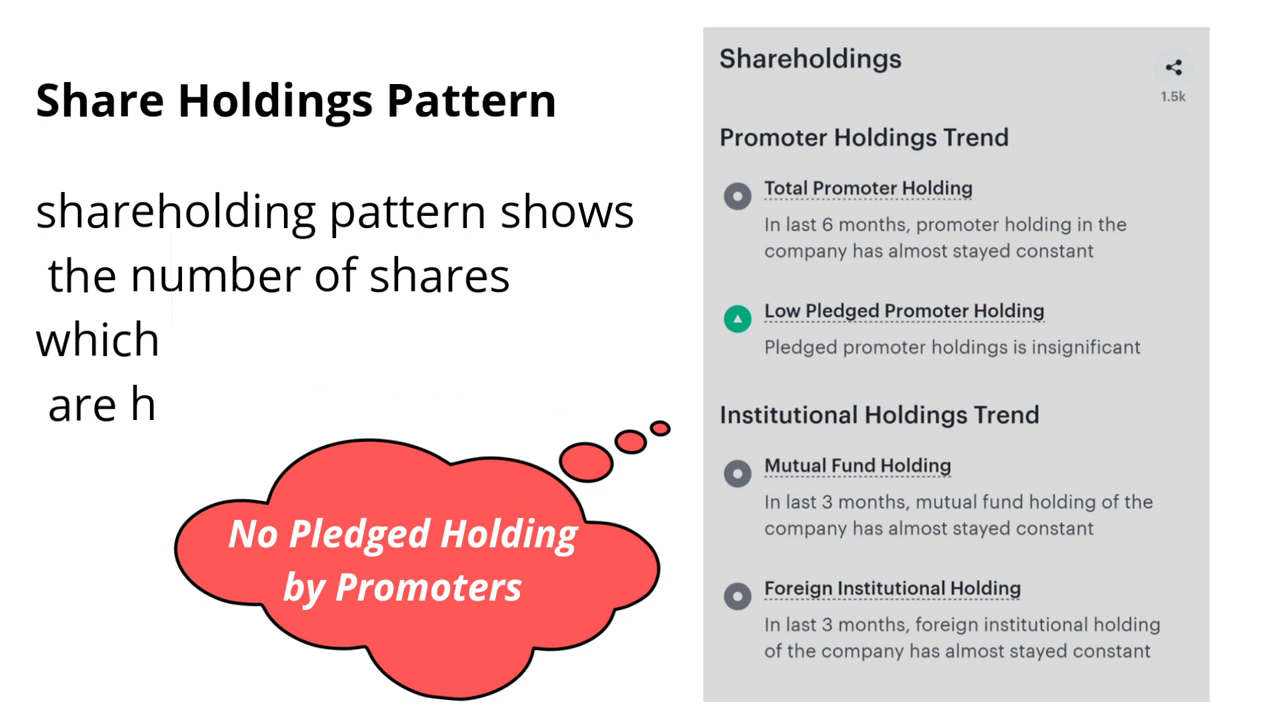 Share Holdings Pattern
shareholding pattern shows
the number of shares
which
are h
No Pledged Holding
by Promoters
Shareholdings
1.5k
Promoter Holdings Trend
Total Promoter Holding
In last 6 months, promoter holding in the
company has almost stayed constant
Low Pledged Promoter Holding
Pledged promoter holdings is insignificant
Institutional Holdings Trend
Mutual Fund Holding
In last 3 months, mutual fund holding of the
company has almost stayed constant
Foreign Institutional Holding
In last 3 months, foreign institutional holding
of the company has almost stayed constant